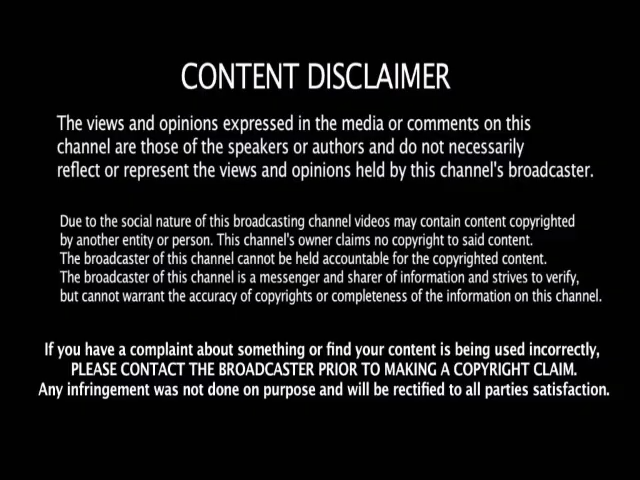 CONTENT DISCLAIMER
The views and opinions expressed in the media or comments on this
channel are those of the speakers or authors and do not necessarily
reflect or represent the views and opinions held by this channel's broadcaster.
Due to the social nature of this broadcasting channel videos may contain content copyrighted
by another entity or person. This channel's owner claims no copyright to said content.
The broadcaster of this channel cannot be held accountable for the copyrighted content.
The broadcaster of this channel is a messenger and sharer of information and strives to verify,
but cannot warrant the accuracy of copyrights or completeness of the information on this channel.
If you have a complaint about something or find your content is being used incorrectly,
PLEASE CONTACT THE BROADCASTER PRIOR TO MAKING A COPYRIGHT CLAIM.
Any infringement was not done on purpose and will be rectified to all parties satisfaction.